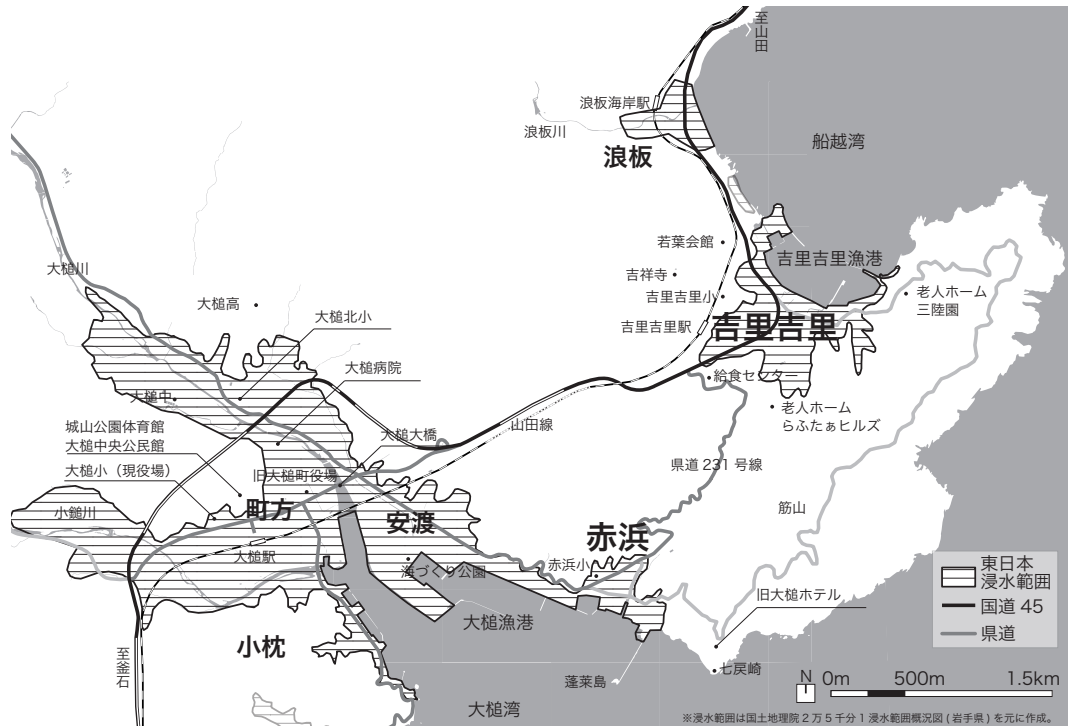 至山田
浪板海岸駅
浪板川
浪板
船越湾
若葉会館
吉祥寺
吉里吉里小
吉里吉里漁港
老人ホーム
三陸園
吉里吉里駅
吉里吉里
給食センター
老人ホーム
らふたぁヒルズ
大槌川
大槌高
大槌北小
大槌病院
大槌中
大槌大橋
山田線
城山公園体育館
大槌中央公民館
大槌小（現役場）
旧大槌町役場
県道231号線
小鎚川
町方
安渡
赤浜
筋山
大槌駅
海づくり公園
赤浜小
旧大槌ホテル
大槌漁港
小枕
至釜石
蓬莱島
七戻崎
大槌湾
東日本
浸水範囲
国道45
県道
N
0m 500m 1.5km
※浸水範囲は国土地理院2万5千分1浸水範囲概況図(岩手県)を元に作成。